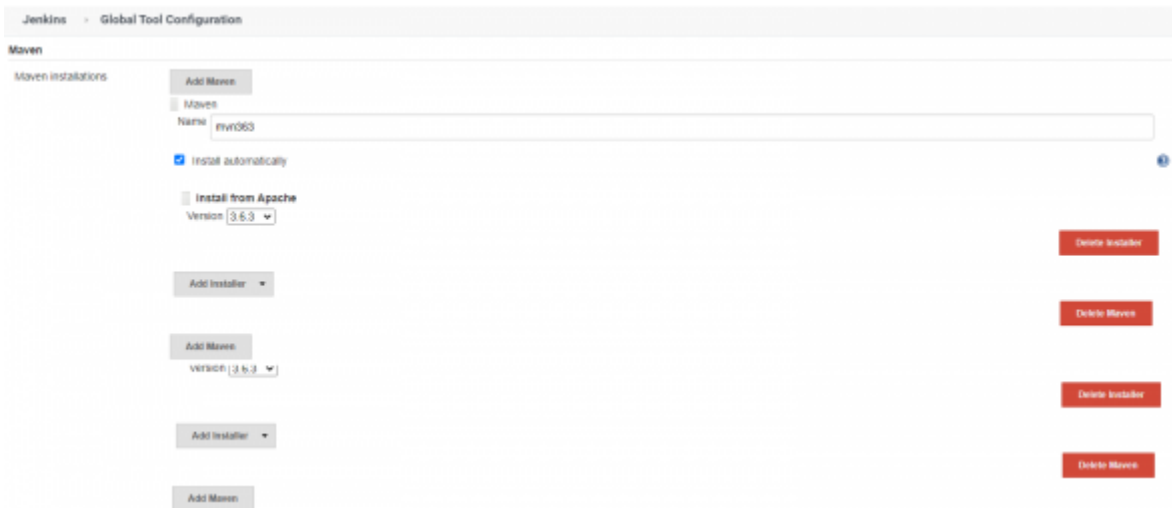 Jenkins › Global Tool Configuration
Maven
Maven installations
Add Maven
Maven
Name mvn363
Install automatically
Install from Apache
Version 3.6.3
Delete Installer
Add Installer
Delete Maven
Add Maven
Version 3.6.3
Delete Installer
Add Installer
Delete Maven
Add Maven